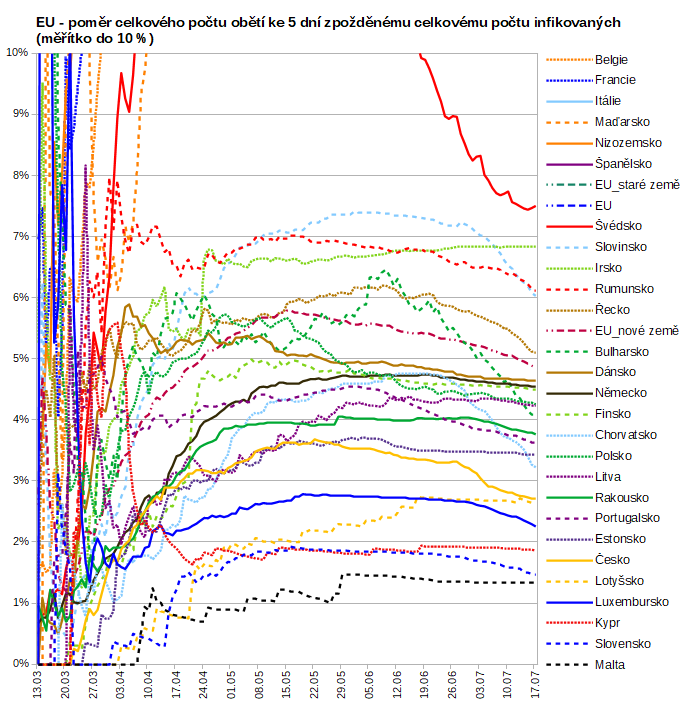 EU - poměr celkového počtu obětí ke 5 dní zpožděnému celkovému počtu infikovaných
(měřítko do 10 %)
10%
9%
8%
7%
6%
5%
4%
3%
2%
1%
0%
13.03
20.03
27.03
03.04
10.04
17.04
24.04
01.05
08.05
15.05
22.05
29.05
05.06
12.06
19.06
26.06
03.07
10.07
17.07
Belgie
Francie
Itálie
Maďarsko
Nizozemsko
Španělsko
EU_staré země
EU
Švédsko
Slovinsko
Irsko
Rumunsko
Řecko
EU_nové země
Bulharsko
Dánsko
Německo
Finsko
Chorvatsko
Polsko
Litva
Rakousko
Portugalsko
Estonsko
Česko
Lotyšsko
Luxembursko
Kypr
Slovensko
Malta